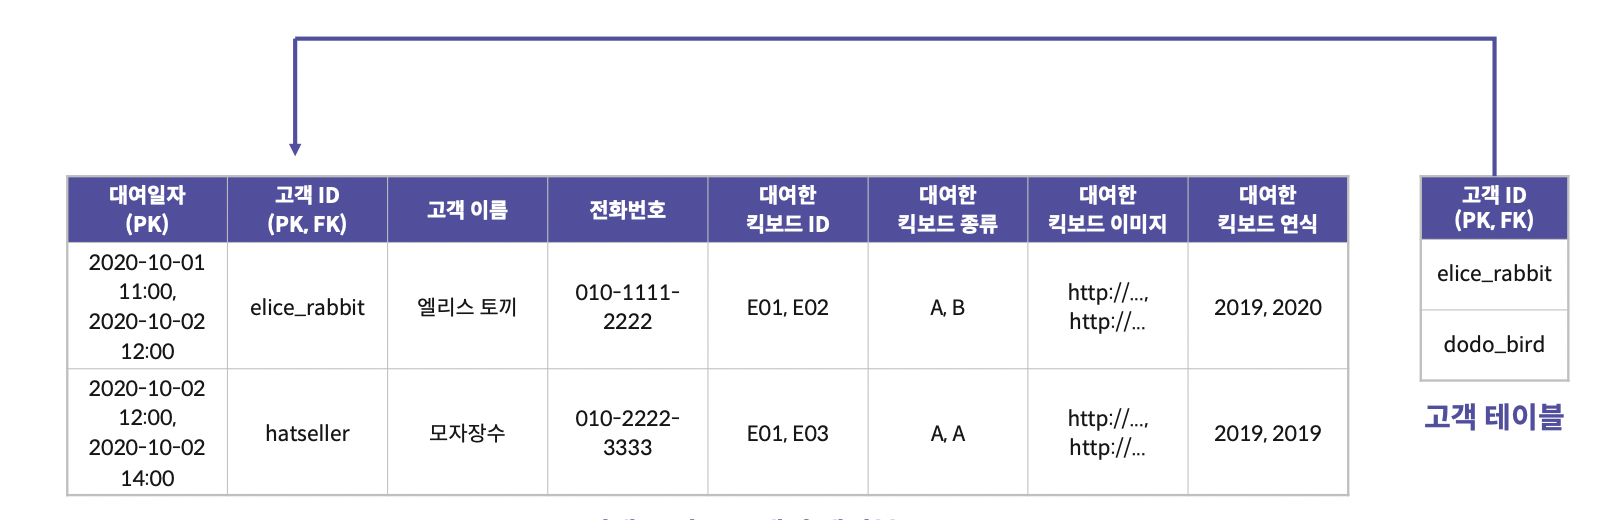 대여일자
(PK)
고객 ID
(PK, FK)
고객 이름
전화번호
대여한
킥보드 ID
대여한
킥보드 종류
대여한
킥보드 이미지
대여한
킥보드 연식
2020-10-01
11:00,
2020-10-02
12:00
elice_rabbit
엘리스 토끼
010-1111-
2222
E01, E02
A, B
http://...,
http://...
2019, 2020
2020-10-02
12:00,
2020-10-02
14:00
hatseller
모자장수
010-2222-
3333
E01, E03
A, A
http://...,
http://...
2019, 2019
고객 ID
(PK, FK)
elice_rabbit
dodo_bird
고객 테이블